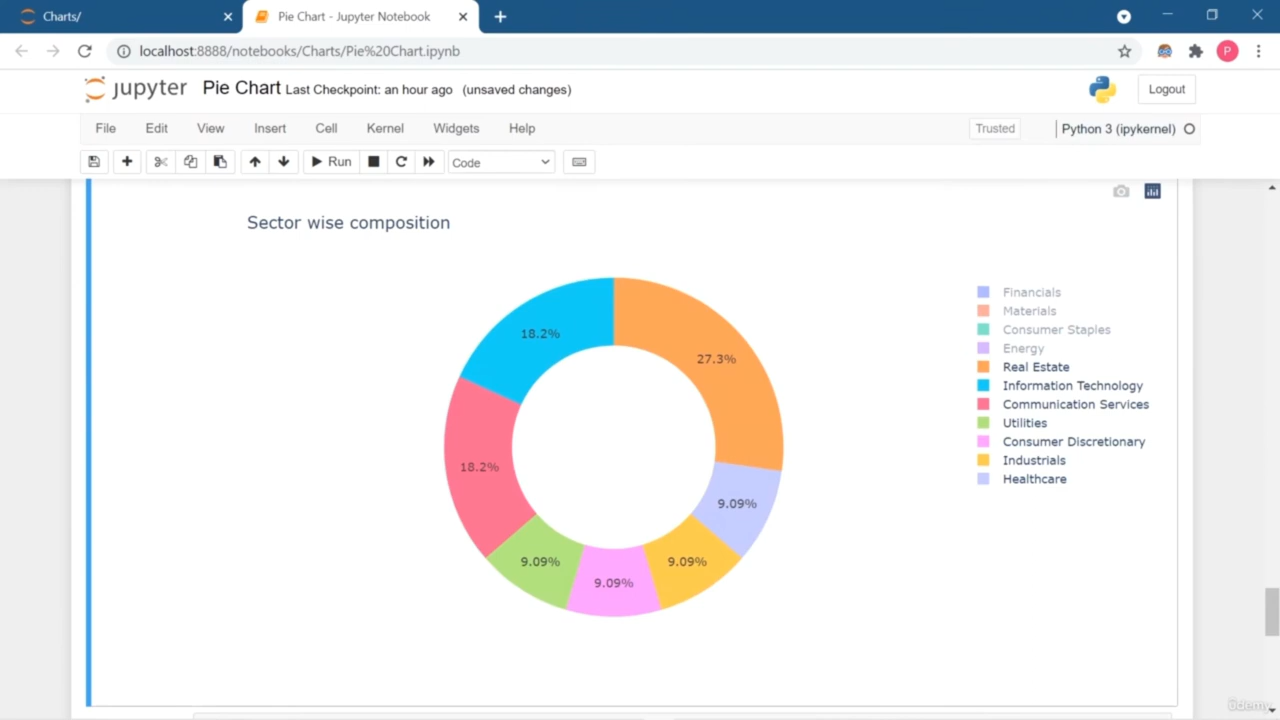 Charts/
Pie Chart - Jupyter Notebook
localhost:8888/notebooks/Charts/Pie%20Chart.ipynb
P
jupyter Pie Chart Last Checkpoint: an hour ago (unsaved changes)
Logout
File Edit View Insert Cell Kernel Widgets Help
Trusted
Python 3 (ipykernel)
Run
Code
Sector wise composition
18.2%
27.3%
18.2%
9.09%
9.09%
9.09%
9.09%
Financials
Materials
Consumer Staples
Energy
Real Estate
Information Technology
Communication Services
Utilities
Consumer Discretionary
Industrials
Healthcare
ûdemy